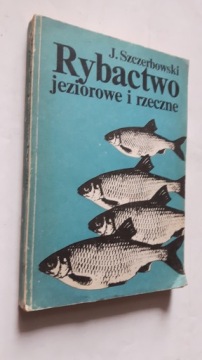 J. Szczerbowski
Rybactwo
jeziorowe i rzeczne